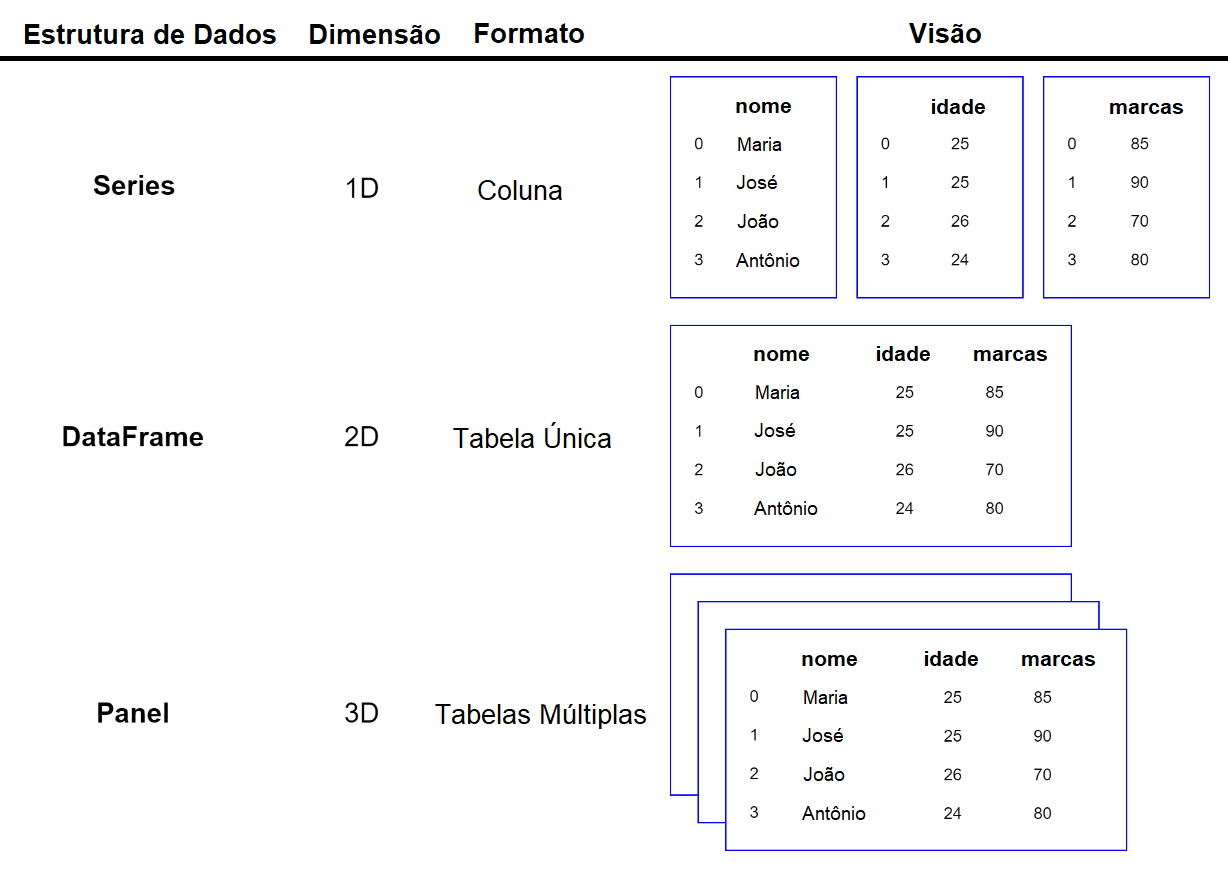 Estrutura de Dados Dimensão Formato Visão
Series 1D Coluna
nome
0 Maria
1 José
2 João
3 Antônio
idade
0 25
1 25
2 26
3 24
marcas
0 85
1 90
2 70
3 80
DataFrame 2D Tabela Única
nome idade marcas
0 Maria 25 85
1 José 25 90
2 João 26 70
3 Antônio 24 80
Panel 3D Tabelas Múltiplas
nome idade marcas
0 Maria 25 85
1 José 25 90
2 João 26 70
3 Antônio 24 80